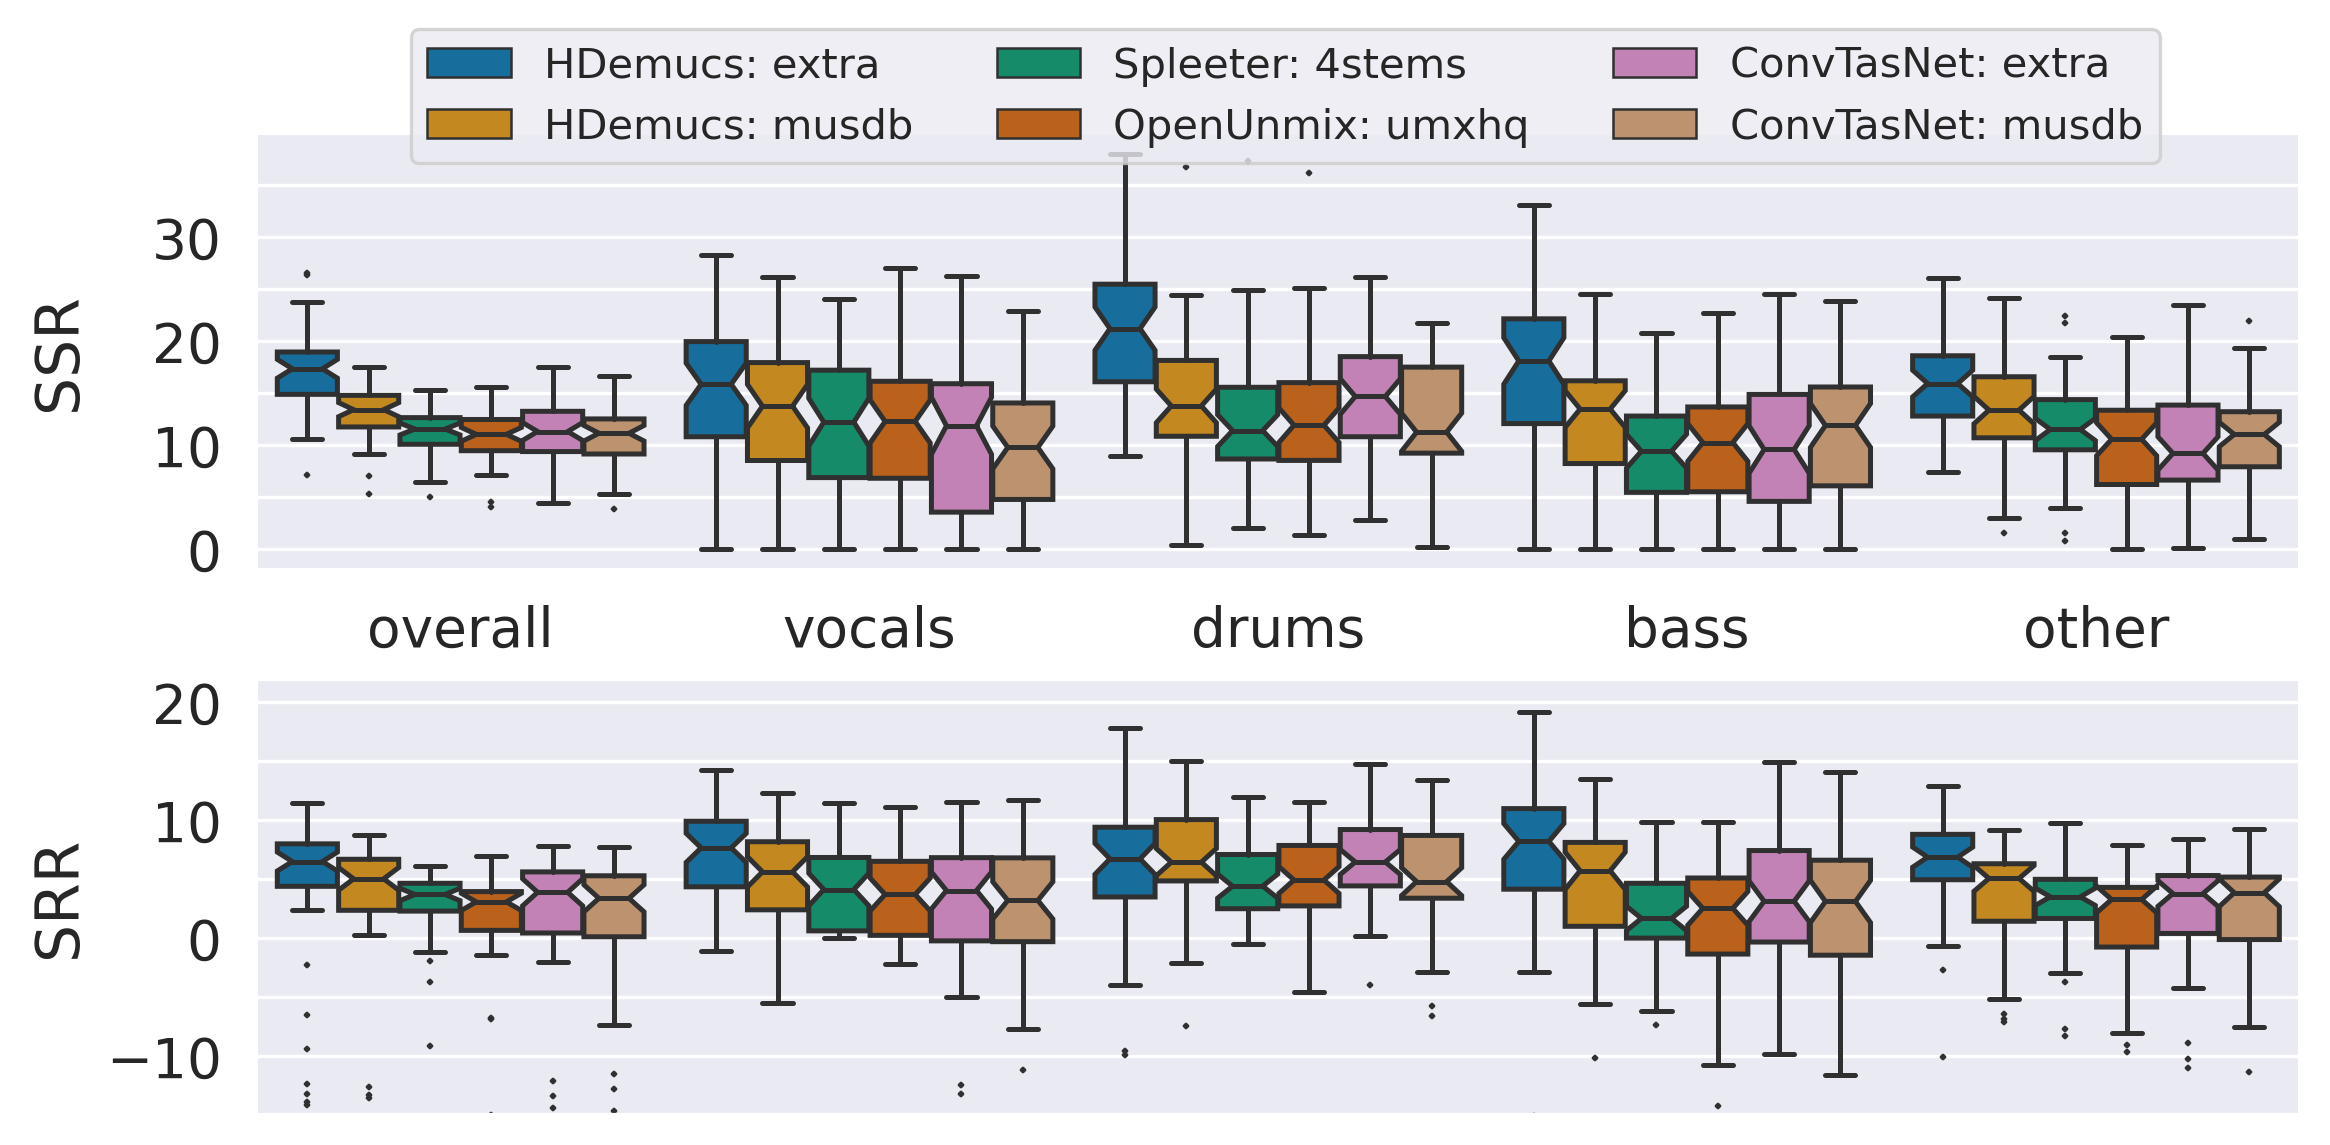 HDemucs: extra Spleeter: 4stems ConvTasNet: extra
HDemucs: musdb OpenUnmix: umxhq ConvTasNet: musdb
SSR
30
20
10
0
overall vocals drums bass other
SRR
20
10
0
−10